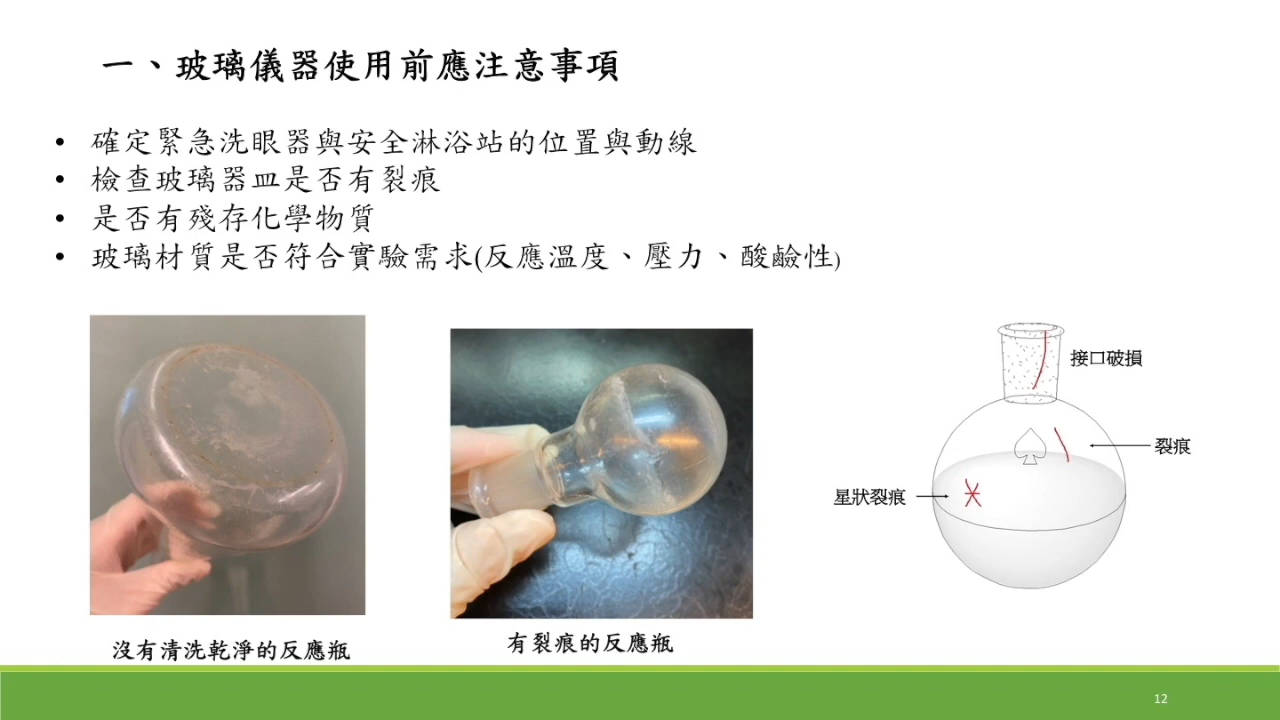 一、玻璃儀器使用前應注意事項
• 確定緊急洗眼器與安全淋浴站的位置與動線
• 檢查玻璃器皿是否有裂痕
• 是否有殘存化學物質
• 玻璃材質是否符合實驗需求(反應溫度、壓力、酸鹼性)
接口破損
裂痕
星狀裂痕
沒有清洗乾淨的反應瓶
有裂痕的反應瓶
12